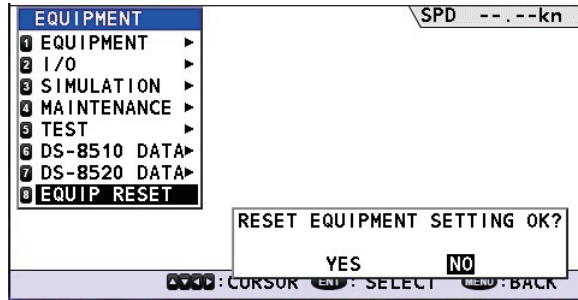 EQUIPMENT
SPD --.--kn
1 EQUIPMENT ▶
2 I/O ▶
3 SIMULATION ▶
4 MAINTENANCE ▶
5 TEST ▶
6 DS-8510 DATA▶
7 DS-8520 DATA▶
8 EQUIP RESET
RESET EQUIPMENT SETTING OK?
YES NO
▲▼◀▶:CURSOR ENT: SELECT MENU:BACK